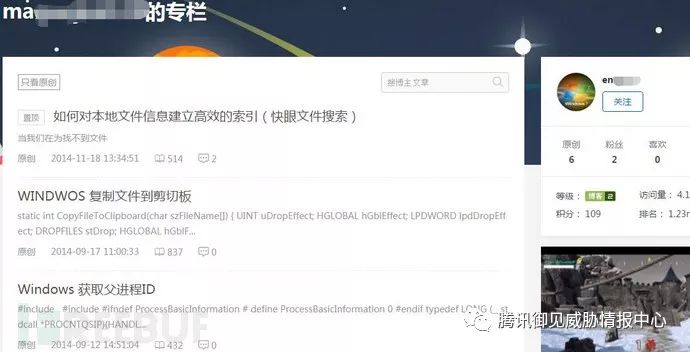 ma 的专栏
只看原创
搜博主文章
置顶 如何对本地文件信息建立高效的索引（快眼文件搜索）
当我们在为找不到文件
原创 2014-11-18 13:34:51 514 2
WINDWOS 复制文件到剪切板
static int CopyFileToClipboard(char szFileName[]) { UINT uDropEffect; HGLOBAL hGblEffect; LPDWORD lpdDropEff
ect; DROPFILES stDrop; HGLOBAL hGblF...
原创 2014-09-17 11:00:33 837 0
Windows 获取父进程ID
#include #include #ifndef ProcessBasicInformation # define ProcessBasicInformation 0 #endif typedef LONG (__st
dcall *PROCNTQSIP)(HANDL...
原创 2014-09-12 14:51:04 432 0
en
关注
原创 粉丝 喜欢
6 2 0
等级： 博客 2 访问量： 4.1
积分： 109 排名： 1.23
腾讯御见威胁情报中心